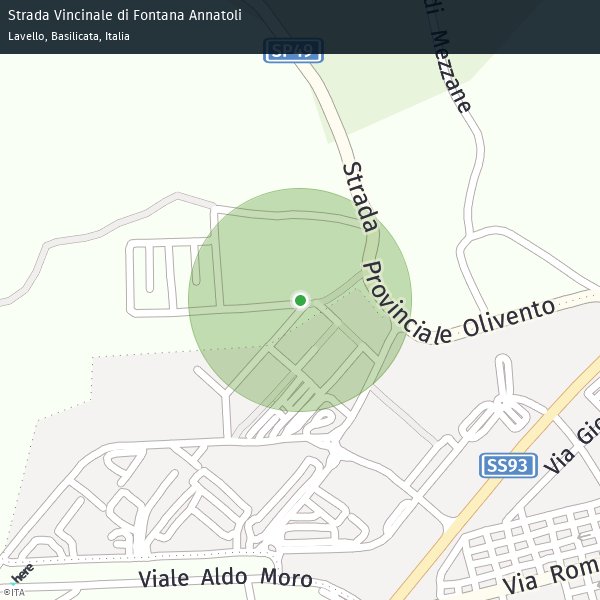 Strada Vincinale di Fontana Annatoli
Lavello, Basilicata, Italia
SP49
di Mezzane
Strada Provinciale Olivento
SS93
Via Gio
Viale Aldo Moro
Via Rom
here
©ITA